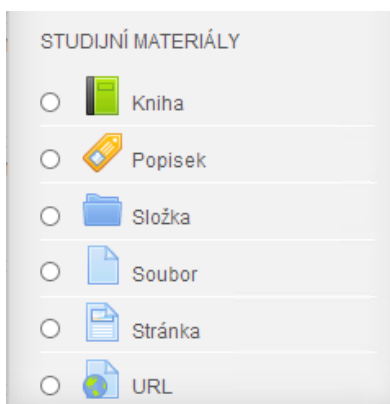 STUDIJNÍ MATERIÁLY
Kniha
Popisek
Složka
Soubor
Stránka
URL